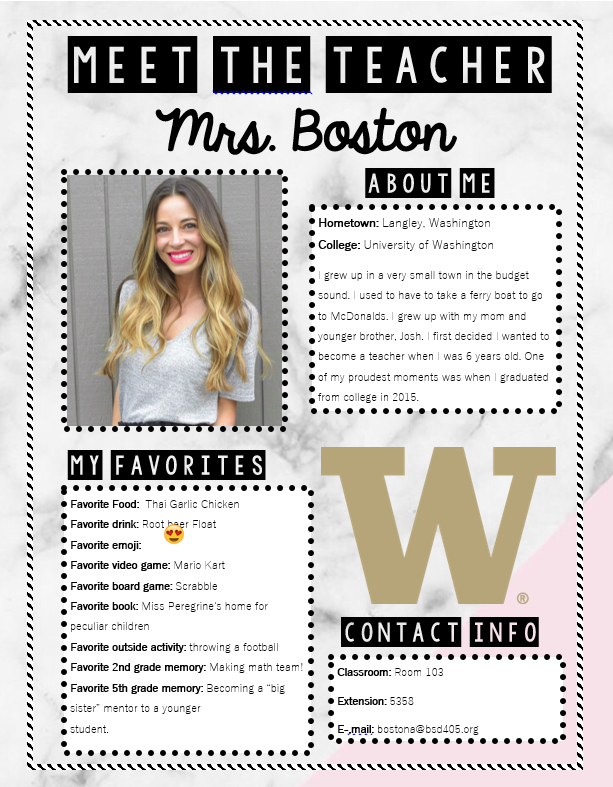 MEET THE TEACHER
Mrs. Boston
ABOUT ME
Hometown: Langley, Washington
College: University of Washington
I grew up in a very small town in the budget
sound. I used to have to take a ferry boat to go
to McDonalds. I grew up with my mom and
younger brother, Josh. I first decided I wanted to
become a teacher when I was 6 years old. One
of my proudest moments was when I graduated
from college in 2015.
MY FAVORITES
Favorite Food: Thai Garlic Chicken
Favorite drink: Root beer Float
Favorite emoji:
Favorite video game: Mario Kart
Favorite board game: Scrabble
Favorite book: Miss Peregrine's home for
peculiar children
Favorite outside activity: throwing a football
Favorite 2nd grade memory: Making math team!
Favorite 5th grade memory: Becoming a "big
sister" mentor to a younger
student.
W®
CONTACT INFO
Classroom: Room 103
Extension: 5358
E-mail: bostona@bsd405.org